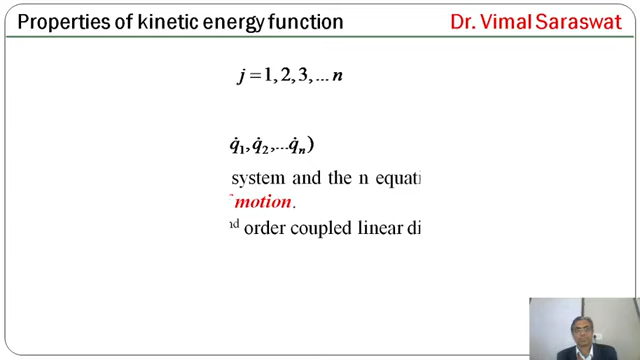 Properties of kinetic energy function
Dr. Vimal Saraswat
j = 1, 2, 3, ... n
q̇₁, q̇₂, ... q̇ₙ)
system and the n equati
motion.
nd order coupled linear di